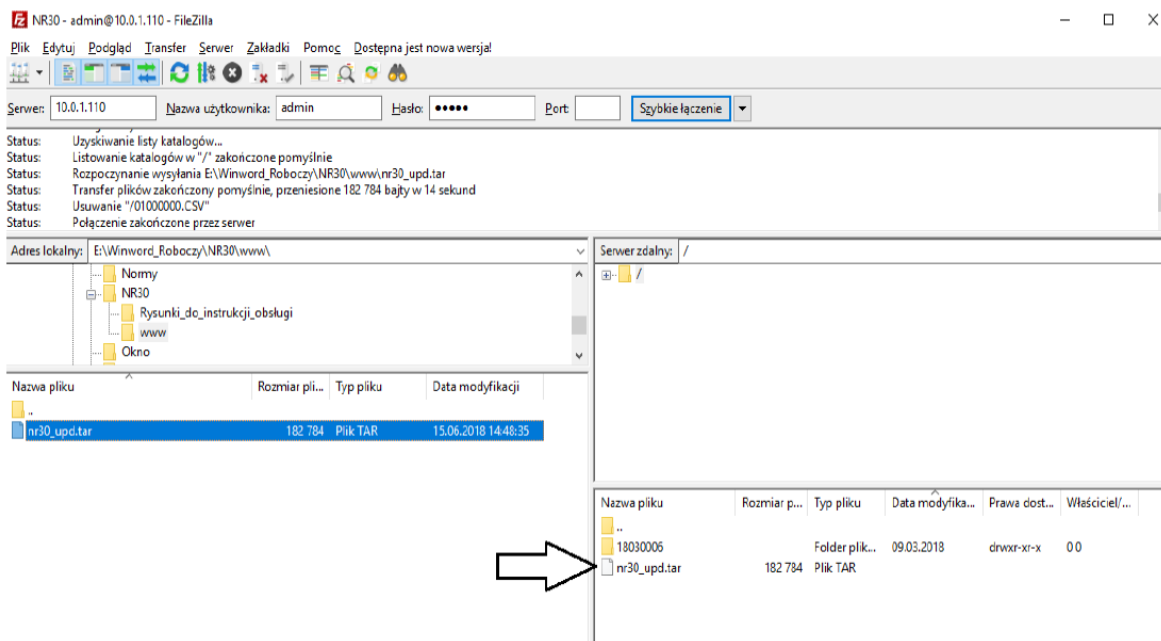 NR30 - admin@10.0.1.110 - FileZilla
Plik Edytuj Podgląd Transfer Serwer Zakładki Pomoc Dostępna jest nowa wersja!
Serwer: 10.0.1.110 Nazwa użytkownika: admin Hasło: ●●●●● Port: Szybkie łączenie
Status: Uzyskiwanie listy katalogów...
Status: Listowanie katalogów w "/" zakończone pomyślnie
Status: Rozpoczynanie wysyłania E:\Winword_Roboczy\NR30\www\nr30_upd.tar
Status: Transfer plików zakończony pomyślnie, przeniesione 182 784 bajty w 14 sekund
Status: Usuwanie "/01000000.CSV"
Status: Połączenie zakończone przez serwer
Adres lokalny: E:\Winword_Roboczy\NR30\www\
Normy
NR30
Rysunki_do_instrukcji_obsługi
www
Okno
Nazwa pliku Rozmiar pli... Typ pliku Data modyfikacji
..
nr30_upd.tar 182 784 Plik TAR 15.06.2018 14:48:35
Serwer zdalny: /
/
Nazwa pliku Rozmiar p... Typ pliku Data modyfika... Prawa dost... Właściciel/...
..
18030005 Folder plik... 09.03.2018 drwxr-xr-x 0 0
nr30_upd.tar 182 784 Plik TAR